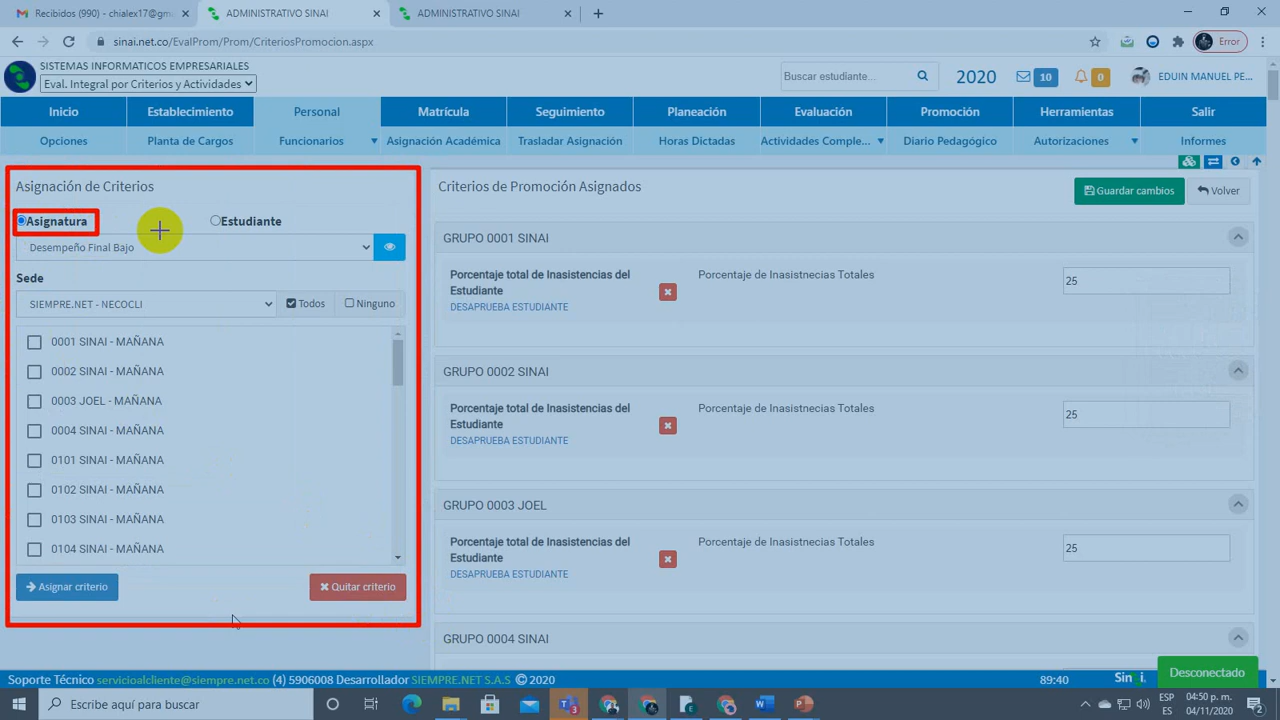 Recibidos (990) - chialex17@gm
ADMINISTRATIVO SINAI
ADMINISTRATIVO SINAI
sinai.net.co/EvalProm/Prom/CriteriosPromocion.aspx
Error
SISTEMAS INFORMATICOS EMPRESARIALES
Eval. Integral por Criterios y Actividades
Buscar estudiante...
2020
10
0
EDUIN MANUEL PE...
Inicio
Establecimiento
Personal
Matrícula
Seguimiento
Planeación
Evaluación
Promoción
Herramientas
Salir
Opciones
Planta de Cargos
Funcionarios
Asignación Académica
Trasladar Asignación
Horas Dictadas
Actividades Comple...
Diario Pedagógico
Autorizaciones
Informes
Asignación de Criterios
Asignatura
Estudiante
Desempeño Final Bajo
Sede
SIEMPRE.NET - NECOCLI
Todos
Ninguno
0001 SINAI - MAÑANA
0002 SINAI - MAÑANA
0003 JOEL - MAÑANA
0004 SINAI - MAÑANA
0101 SINAI - MAÑANA
0102 SINAI - MAÑANA
0103 SINAI - MAÑANA
0104 SINAI - MAÑANA
Asignar criterio
Quitar criterio
Criterios de Promoción Asignados
Guardar cambios
Volver
GRUPO 0001 SINAI
Porcentaje total de Inasistencias del
Estudiante
DESAPRUEBA ESTUDIANTE
Porcentaje de Inasistnecias Totales
25
GRUPO 0002 SINAI
Porcentaje total de Inasistencias del
Estudiante
DESAPRUEBA ESTUDIANTE
Porcentaje de Inasistnecias Totales
25
GRUPO 0003 JOEL
Porcentaje total de Inasistencias del
Estudiante
DESAPRUEBA ESTUDIANTE
Porcentaje de Inasistnecias Totales
25
GRUPO 0004 SINAI
Desconectado
Soporte Técnico servicioalcliente@siempre.net.co (4) 5906008 Desarrollador SIEMPRE.NET S.A.S © 2020
89:40
Sin@i.
Escribe aquí para buscar
ESP
ES
04:50 p. m.
04/11/2020
2